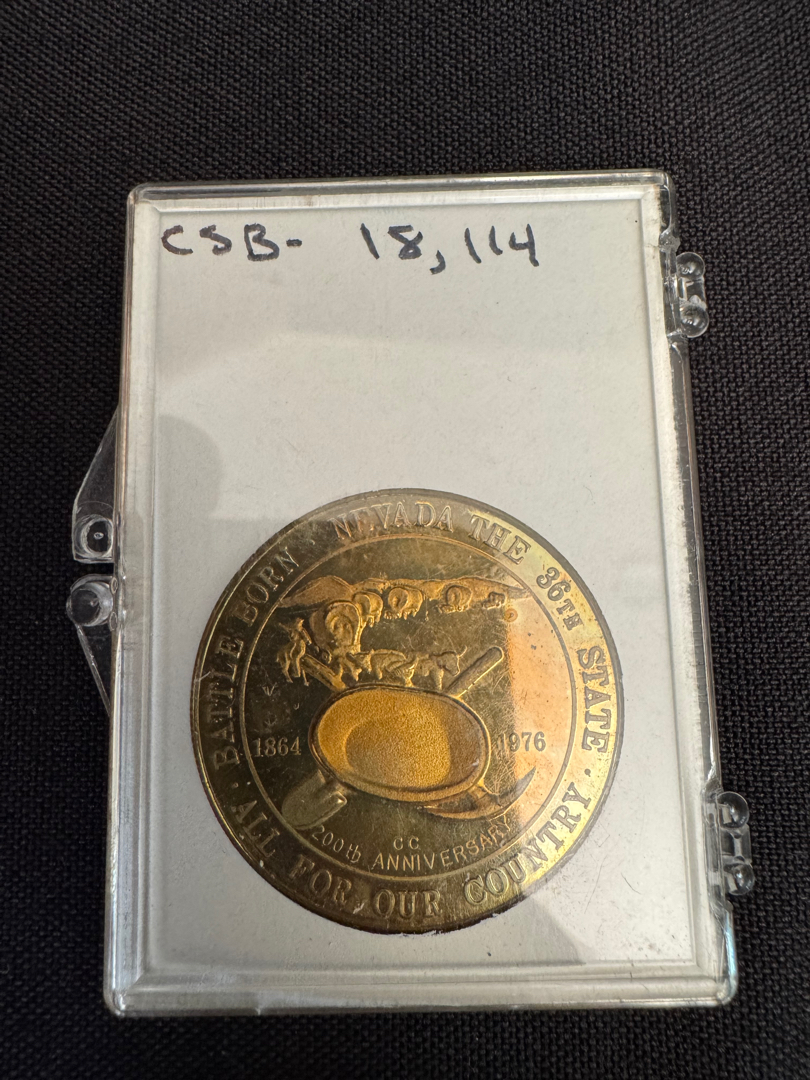 CSB- 18,114
BATTLE BORN · NEVADA THE 36TH STATE ·
1864 1976
CC
200th ANNIVERSARY
· ALL FOR OUR COUNTRY ·